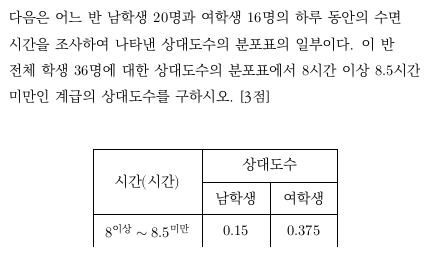 다음은 어느 반 남학생 20명과 여학생 16명의 하루 동안의 수면
시간을 조사하여 나타낸 상대도수의 분포표의 일부이다. 이 반
전체 학생 36명에 대한 상대도수의 분포표에서 8시간 이상 8.5시간
미만인 계급의 상대도수를 구하시오. [3점]
시간(시간) 상대도수
남학생 여학생
8이상 ~ 8.5미만 0.15 0.375